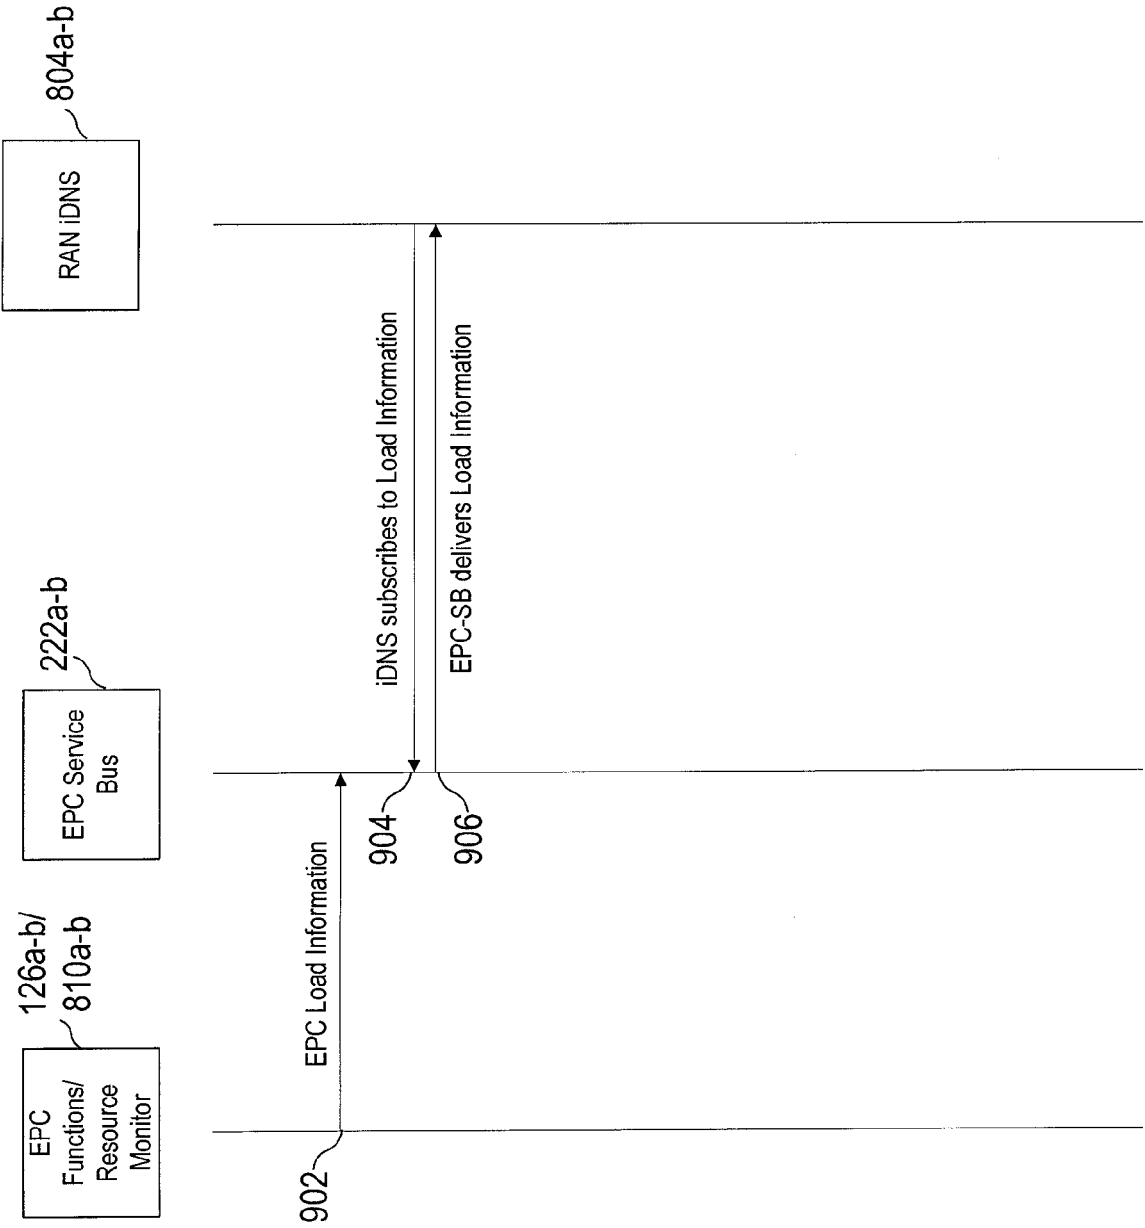 EPC
Functions/
Resource
Monitor
126a-b/
810a-b
EPC Service
Bus
222a-b
RAN iDNS
804a-b
EPC Load Information
902
iDNS subscribes to Load Information
904
EPC-SB delivers Load Information
906